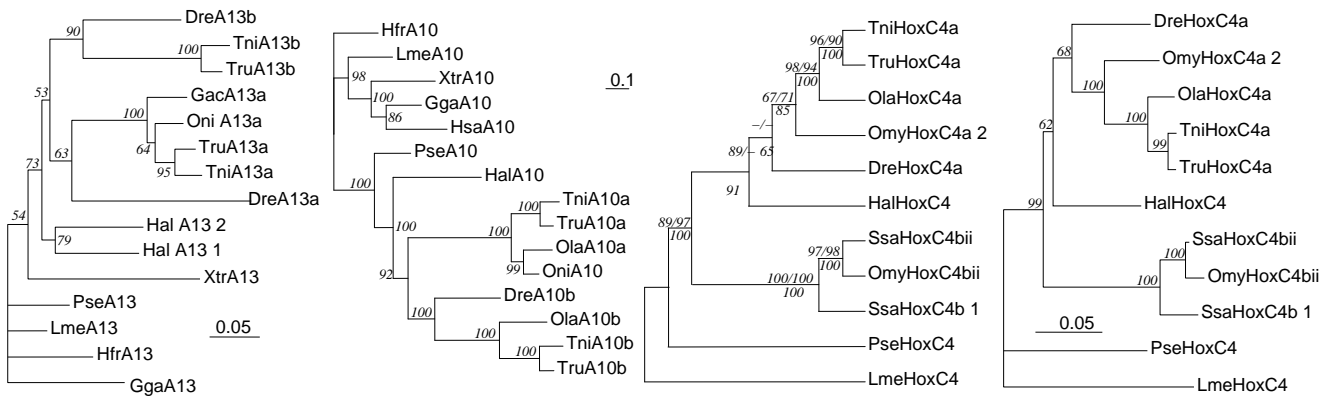 DreA13b
90
TniA13b
100
TruA13b
53
GacA13a
100
Oni A13a
64
TruA13a
63
95
TniA13a
73
DreA13a
54
Hal A13 2
79
Hal A13 1
XtrA13
PseA13
LmeA13
0.05
HfrA13
GgaA13
HfrA10
LmeA10
98
XtrA10
0.1
100
GgaA10
86
HsaA10
PseA10
100
HalA10
TniA10a
100
TruA10a
100
100
OlaA10a
99
OniA10
92
DreA10b
100
OlaA10b
100
TniA10b
100
TruA10b
TniHoxC4a
96/90
100
TruHoxC4a
98/94
100
OlaHoxC4a
67/71
85
OmyHoxC4a 2
–/–
89/–
65
DreHoxC4a
91
HalHoxC4
89/97
100
SsaHoxC4bii
97/98
100
OmyHoxC4bii
100/100
100
SsaHoxC4b 1
PseHoxC4
LmeHoxC4
DreHoxC4a
68
OmyHoxC4a 2
100
OlaHoxC4a
100
TniHoxC4a
99
TruHoxC4a
62
99
HalHoxC4
SsaHoxC4bii
100
OmyHoxC4bii
100
SsaHoxC4b 1
0.05
PseHoxC4
LmeHoxC4